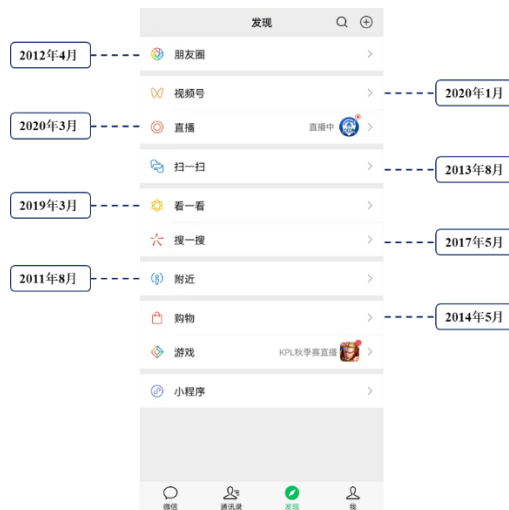 发现
2012年4月
朋友圈
视频号
2020年1月
2020年3月
直播
直播中
扫一扫
2013年8月
2019年3月
看一看
搜一搜
2017年5月
2011年8月
附近
购物
2014年5月
游戏
KPL秋季赛直播
小程序
微信
通讯录
发现
我